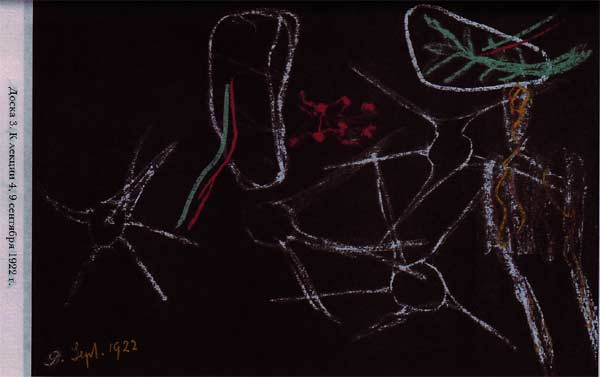 Доска 3. К лекции 4, 9 сентября 1922 г.
9. Sept. 1922